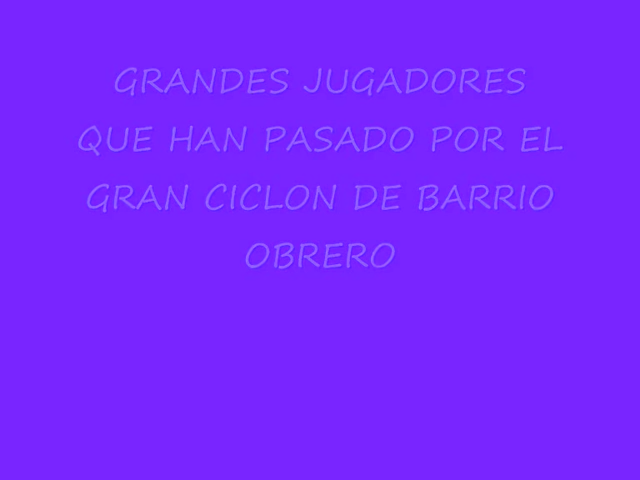 GRANDES JUGADORES
QUE HAN PASADO POR EL
GRAN CICLON DE BARRIO
OBRERO